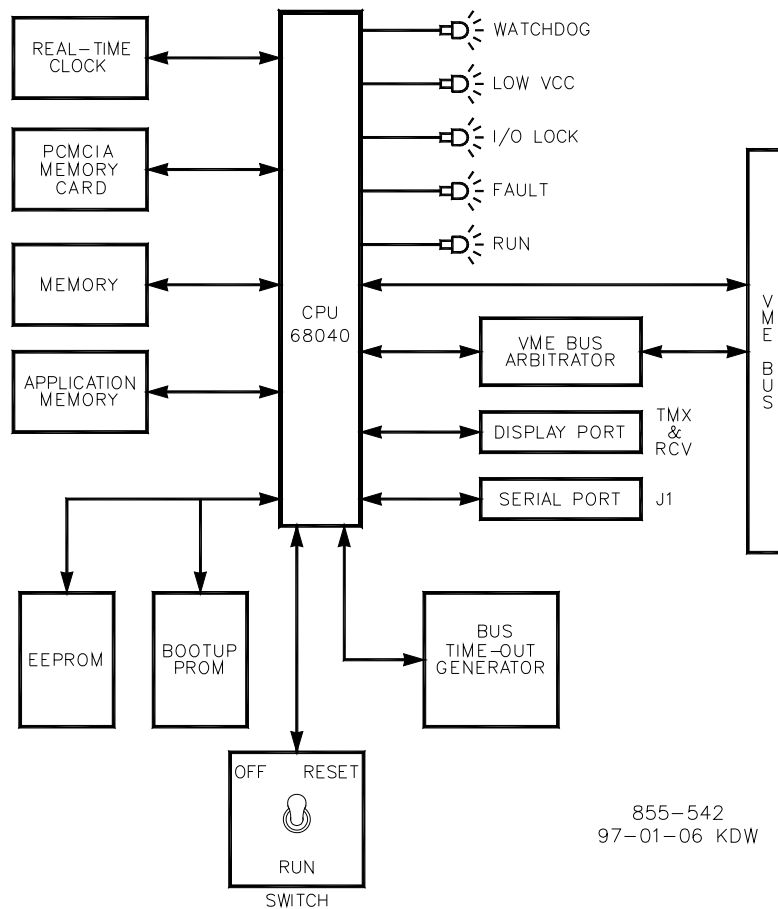 REAL-TIME
CLOCK
PCMCIA
MEMORY
CARD
MEMORY
APPLICATION
MEMORY
CPU
68040
WATCHDOG
LOW VCC
I/O LOCK
FAULT
RUN
VME BUS
ARBITRATOR
DISPLAY PORT
TMX
&
RCV
SERIAL PORT
J1
VME BUS
EEPROM
BOOTUP
PROM
BUS
TIME-OUT
GENERATOR
OFF RESET
RUN
SWITCH
855-542
97-01-06 KDW